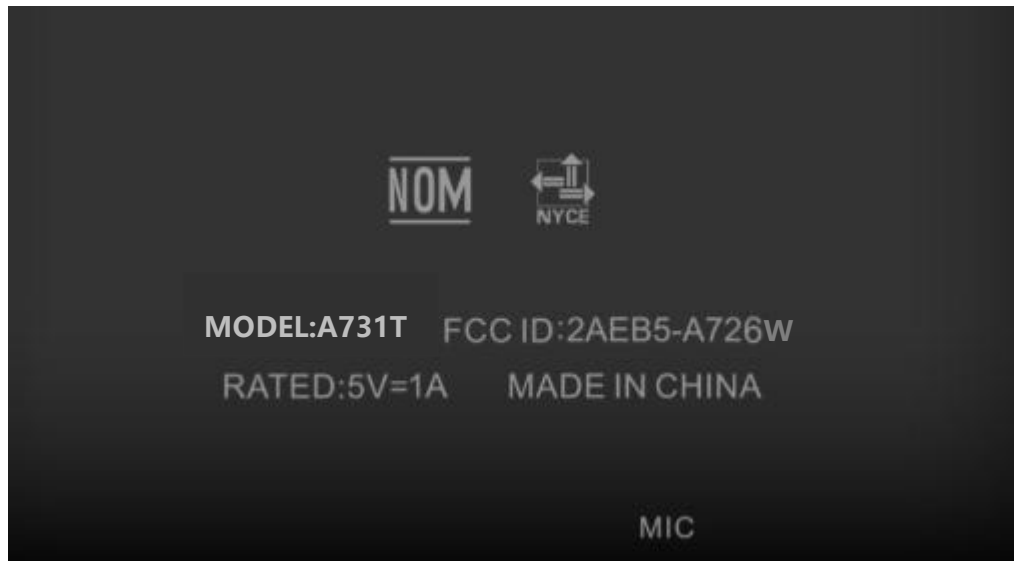 NOM
NYCE
MODEL:A731T FCC ID:2AEB5-A726W
RATED:5V=1A MADE IN CHINA
MIC